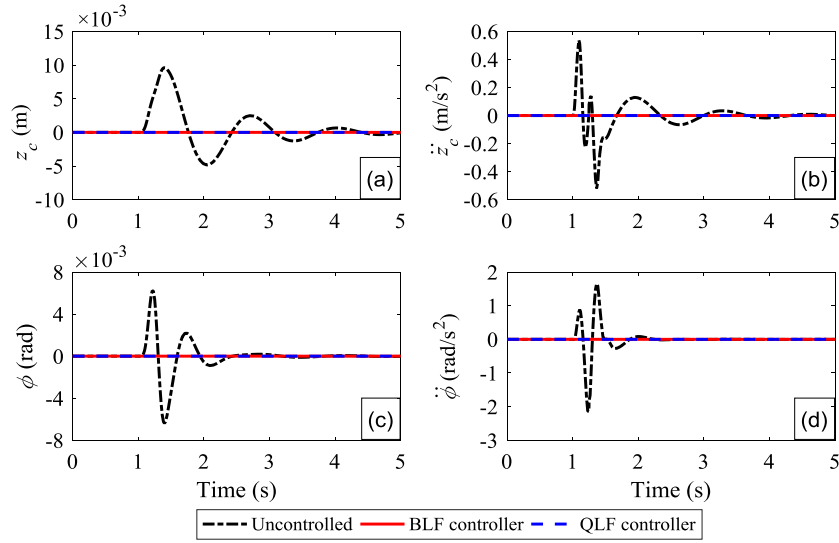 ×10⁻³
15
10
5
0
-5
-10
z_c (m)
0 1 2 3 4 5
(a)
0.6
0.4
0.2
0
-0.2
-0.4
-0.6
z̈_c (m/s²)
0 1 2 3 4 5
(b)
×10⁻³
8
4
0
-4
-8
ϕ (rad)
0 1 2 3 4 5
Time (s)
(c)
2
1
0
-1
-2
-3
ϕ̈ (rad/s²)
0 1 2 3 4 5
Time (s)
(d)
Uncontrolled BLF controller QLF controller